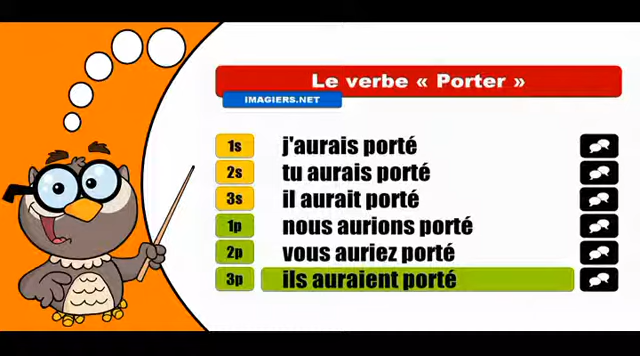 Le verbe « Porter »
IMAGIERS.NET
1s j'aurais porté
2s tu aurais porté
3s il aurait porté
1p nous aurions porté
2p vous auriez porté
3p ils auraient porté